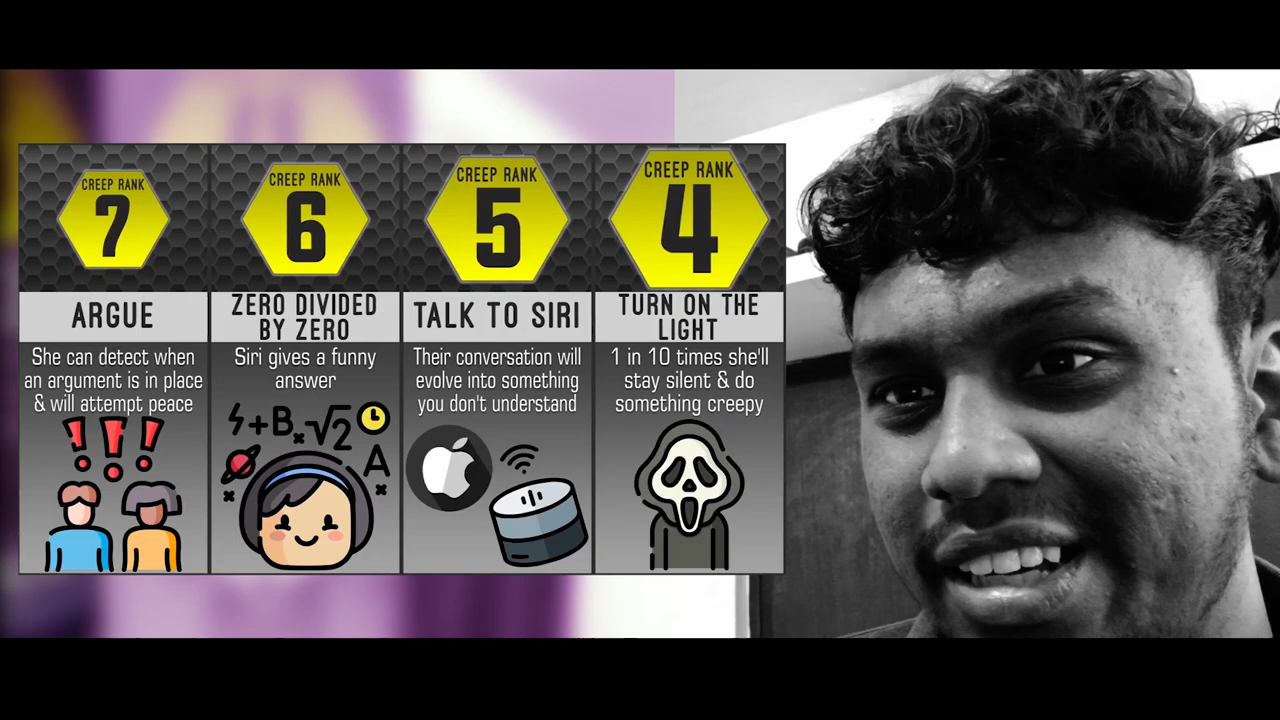 CREEP RANK
7
ARGUE
She can detect when
an argument is in place
& will attempt peace
CREEP RANK
6
ZERO DIVIDED
BY ZERO
Siri gives a funny
answer
+B
√2
A
CREEP RANK
5
TALK TO SIRI
Their conversation will
evolve into something
you don't understand
CREEP RANK
4
TURN ON THE
LIGHT
1 in 10 times she'll
stay silent & do
something creepy